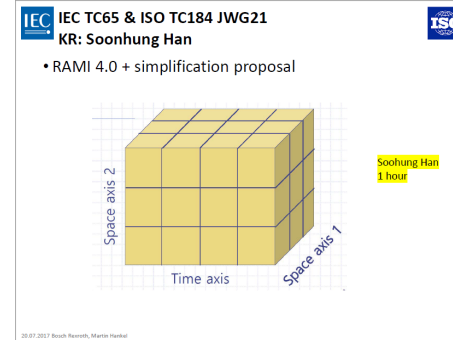 IEC
IEC TC65 & ISO TC184 JWG21
KR: Soonhung Han
ISO
• RAMI 4.0 + simplification proposal
Soohung Han
1 hour
Space axis 2
Time axis
Space axis 1
20.07.2017 Bosch Rexroth, Martin Hankel